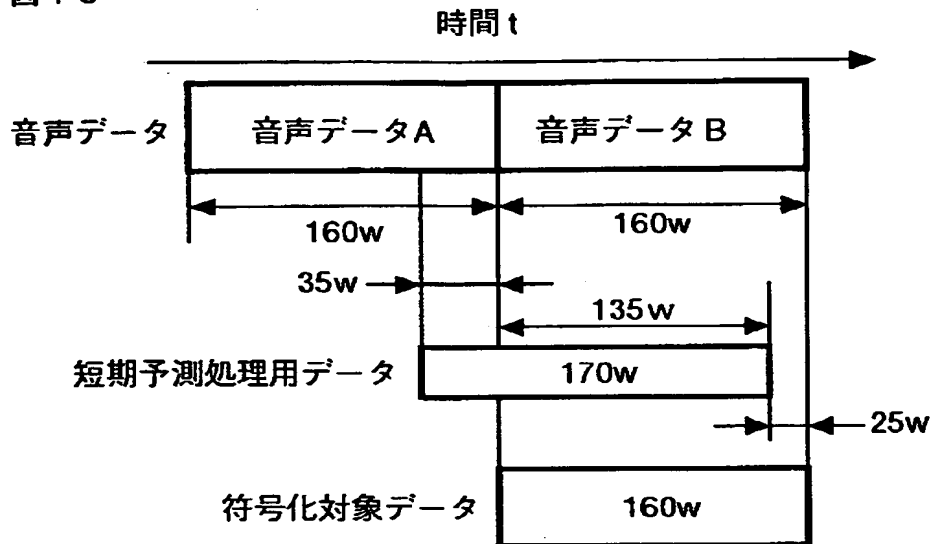 時間 t
音声データ
音声データA
音声データB
160w
160w
35w
135w
短期予測処理用データ
170w
25w
符号化対象データ
160w